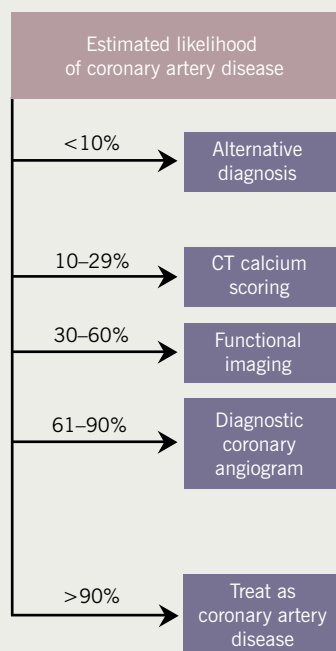 Estimated likelihood
of coronary artery disease
<10%
Alternative
diagnosis
10–29%
CT calcium
scoring
30–60%
Functional
imaging
61–90%
Diagnostic
coronary
angiogram
>90%
Treat as
coronary artery
disease